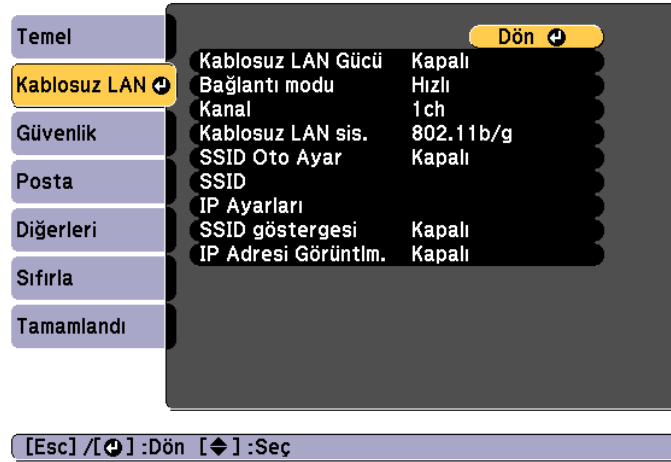 Temel
Kablosuz LAN
Güvenlik
Posta
Diğerleri
Sıfırla
Tamamlandı
Dön
Kablosuz LAN Gücü Kapalı
Bağlantı modu Hızlı
Kanal 1ch
Kablosuz LAN sis. 802.11b/g
SSID Oto Ayar Kapalı
SSID
IP Ayarları
SSID göstergesi Kapalı
IP Adresi Görüntlm. Kapalı
[Esc] /[ ] :Dön [ ] :Seç